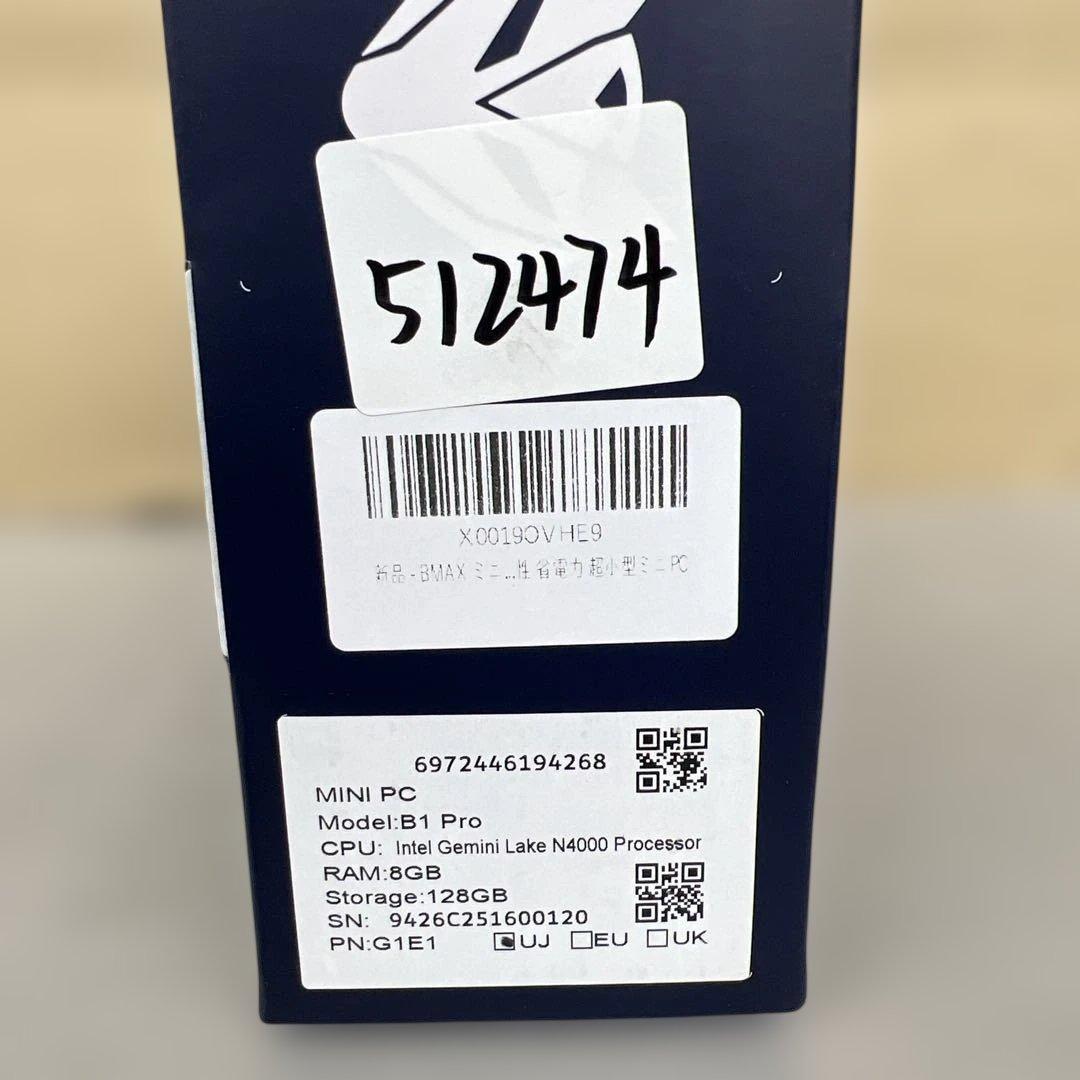 512474
X0019OVHE9
新品 - BMAX ミニ...性 省電力 超小型ミニPC
6972446194268
MINI PC
Model:B1 Pro
CPU: Intel Gemini Lake N4000 Processor
RAM:8GB
Storage:128GB
SN: 9426C251600120
PN:G1E1 UJ EU UK